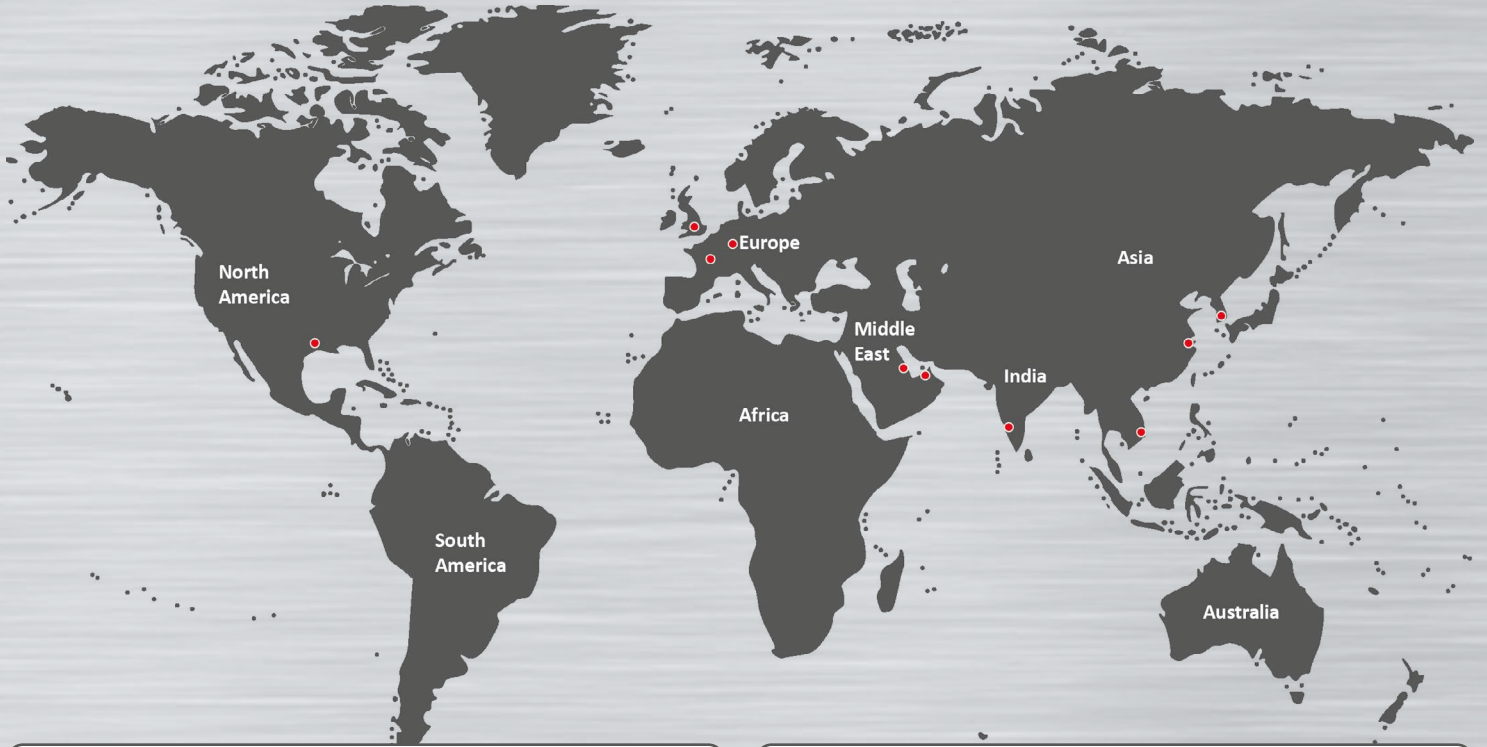 North
America
Europe
Asia
Middle
East
India
Africa
South
America
Australia